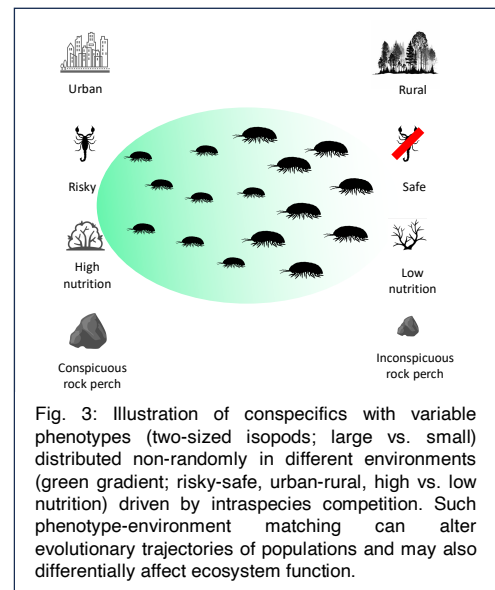 Urban
Rural
Risky
Safe
High
nutrition
Low
nutrition
Conspicuous
rock perch
Inconspicuous
rock perch
Fig. 3: Illustration of conspecifics with variable
phenotypes (two-sized isopods; large vs. small)
distributed non-randomly in different environments
(green gradient; risky-safe, urban-rural, high vs. low
nutrition) driven by intraspecies competition. Such
phenotype-environment matching can alter
evolutionary trajectories of populations and may also
differentially affect ecosystem function.